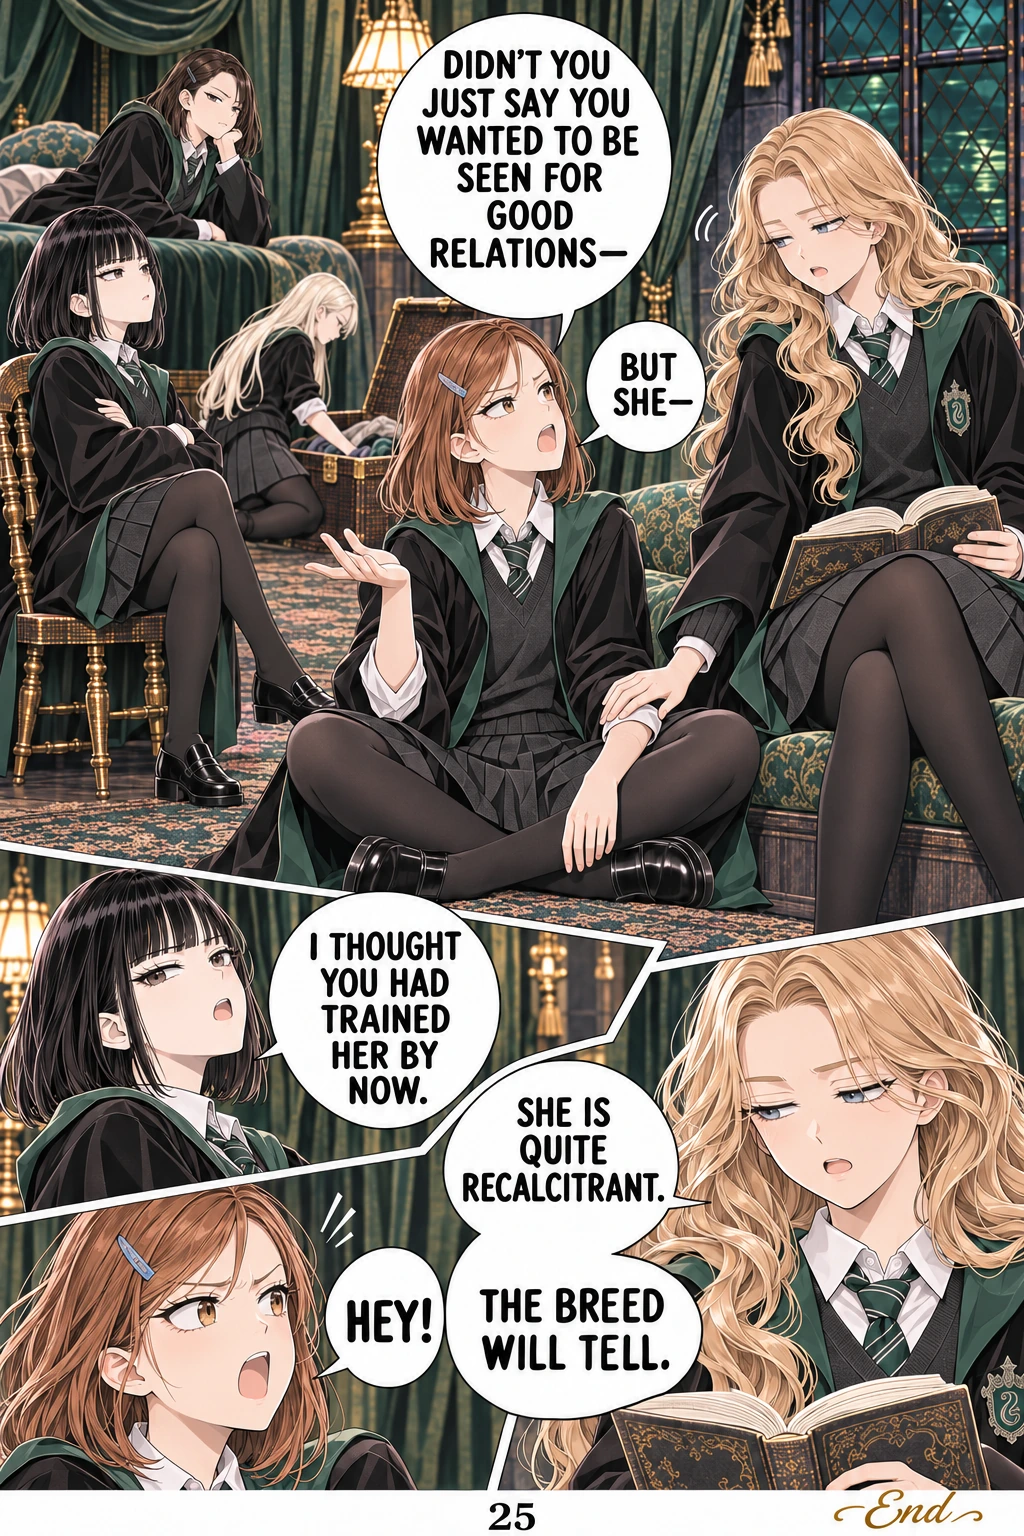 DIDN'T YOU
JUST SAY YOU
WANTED TO BE
SEEN FOR
GOOD
RELATIONS—
BUT
SHE—
I THOUGHT
YOU HAD
TRAINED
HER BY
NOW.
SHE IS
QUITE
RECALCITRANT.
THE BREED
WILL TELL.
HEY!
25
End